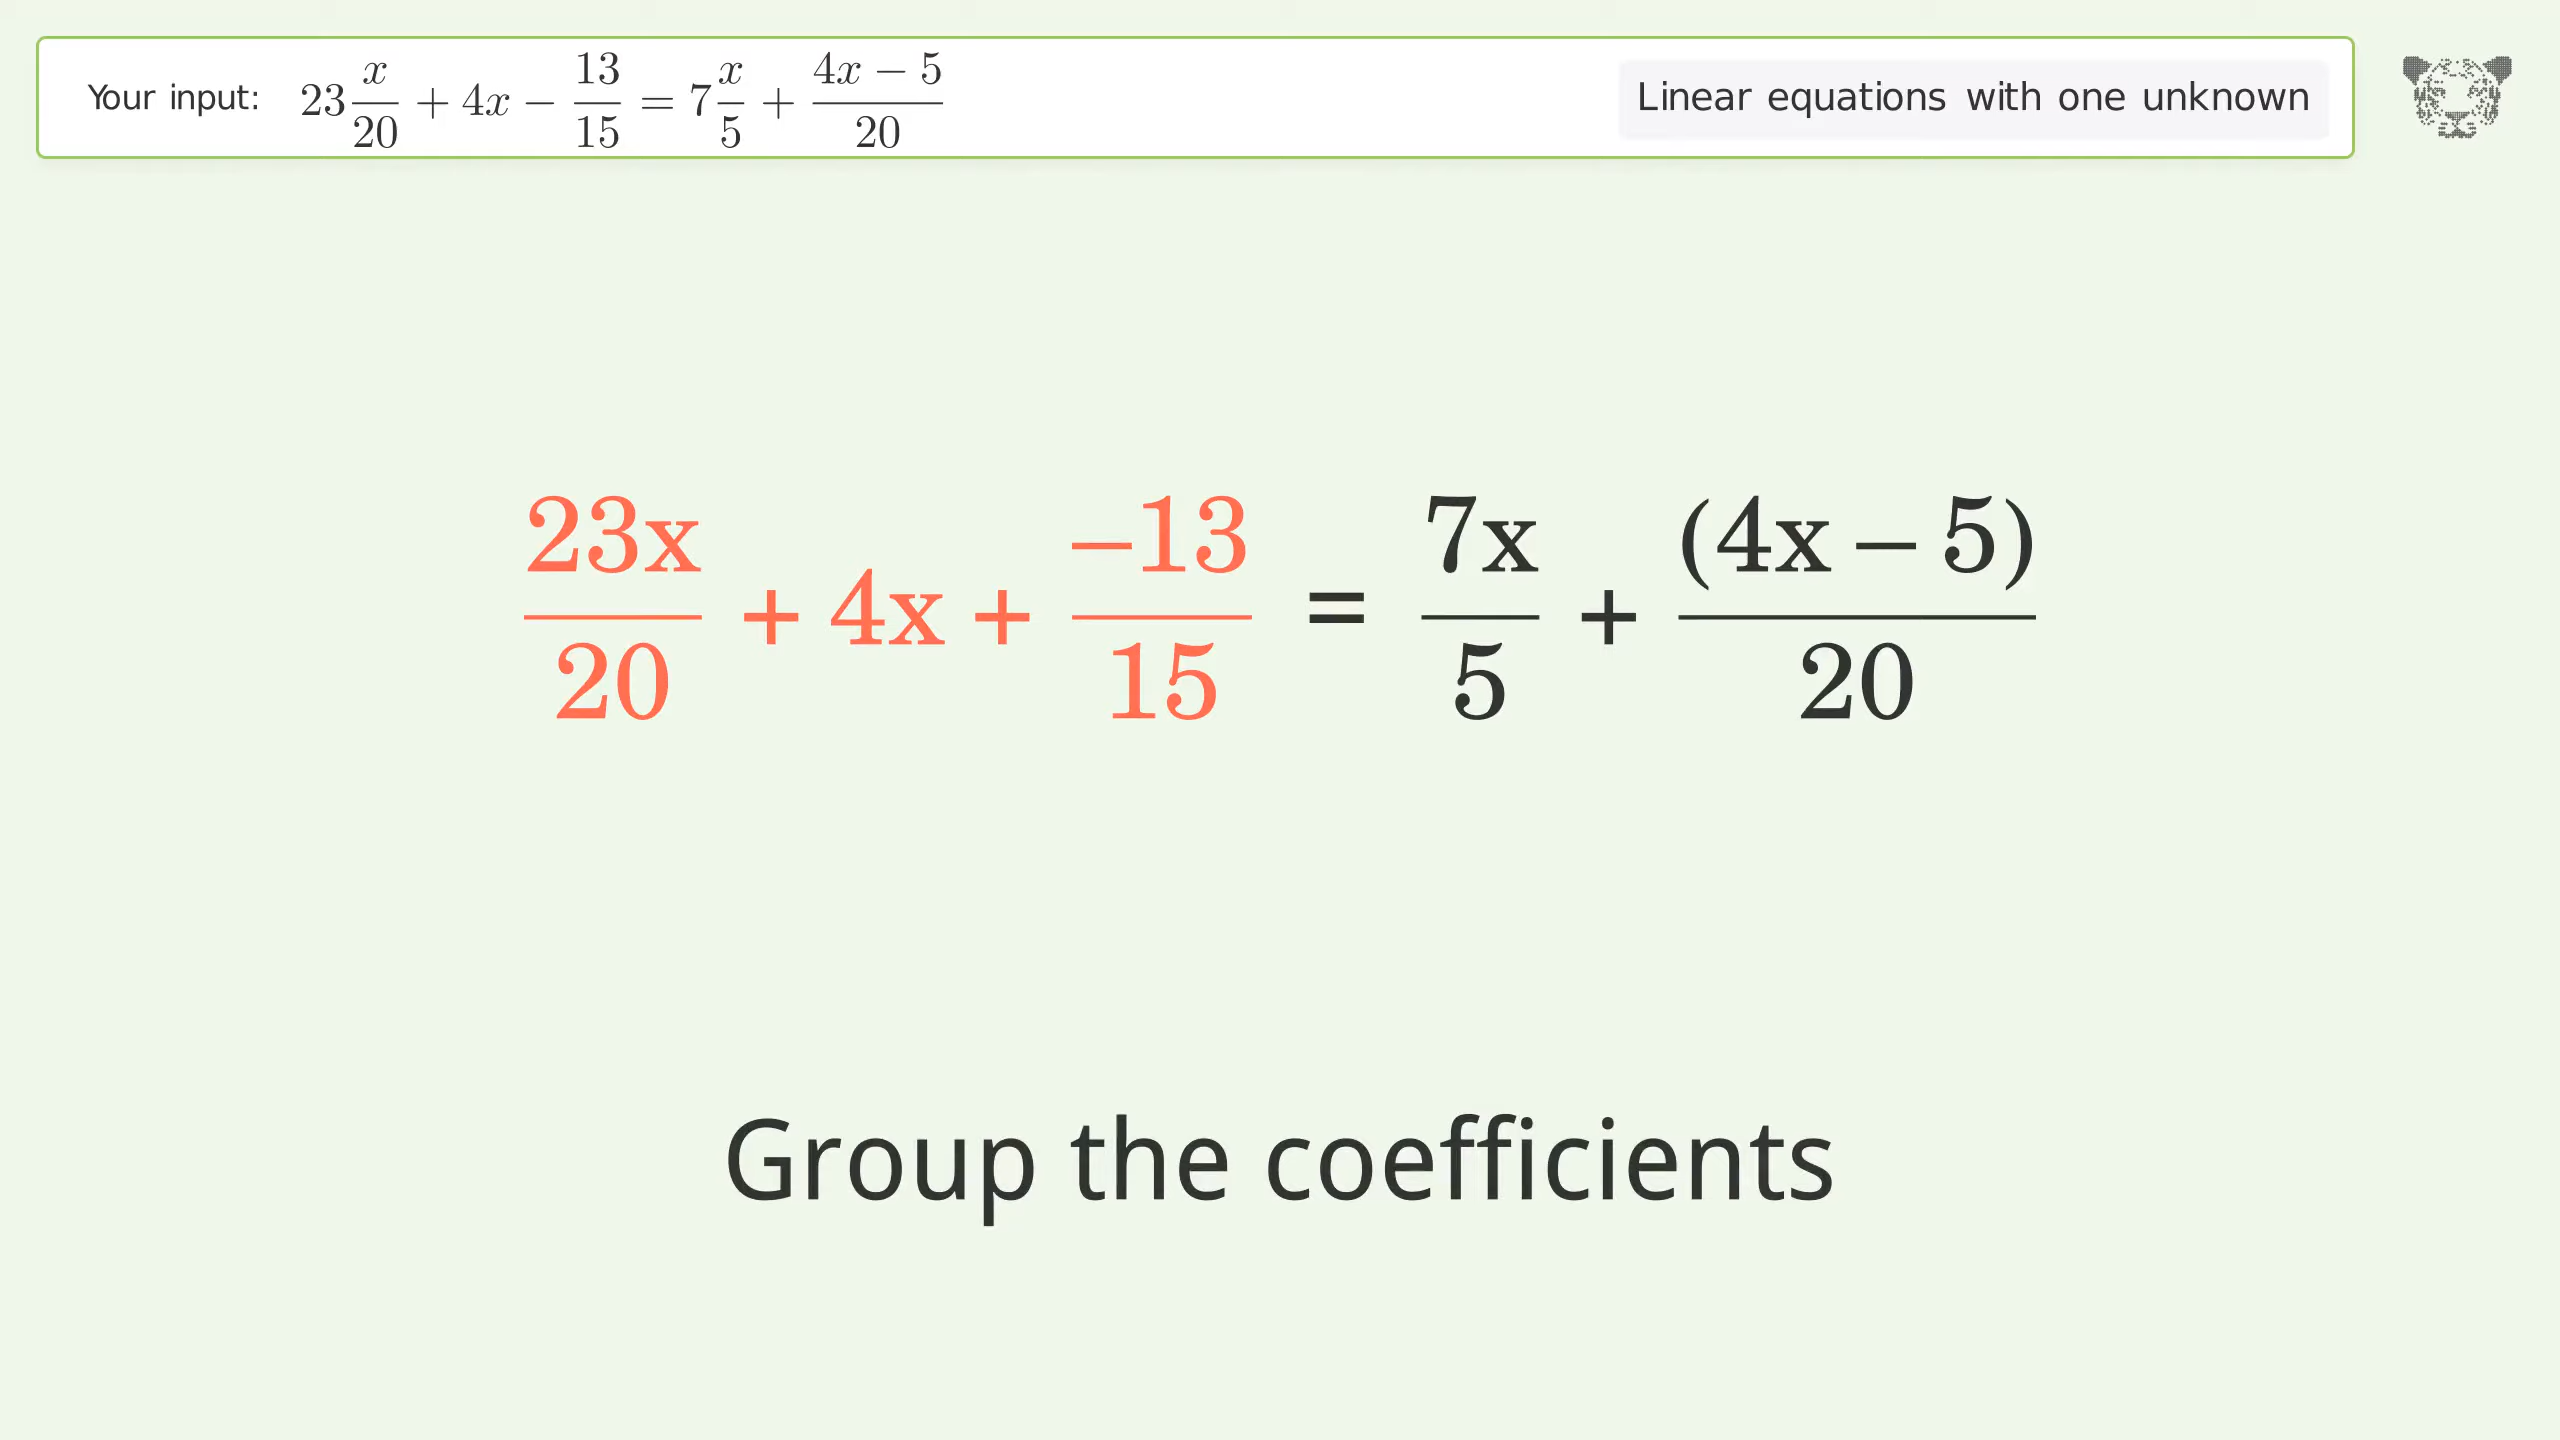 Your input: 23 x/20 + 4x − 13/15 = 7 x/5 + (4x − 5)/20
Linear equations with one unknown
23x/20 + 4x + −13/15 = 7x/5 + (4x − 5)/20
Group the coefficients